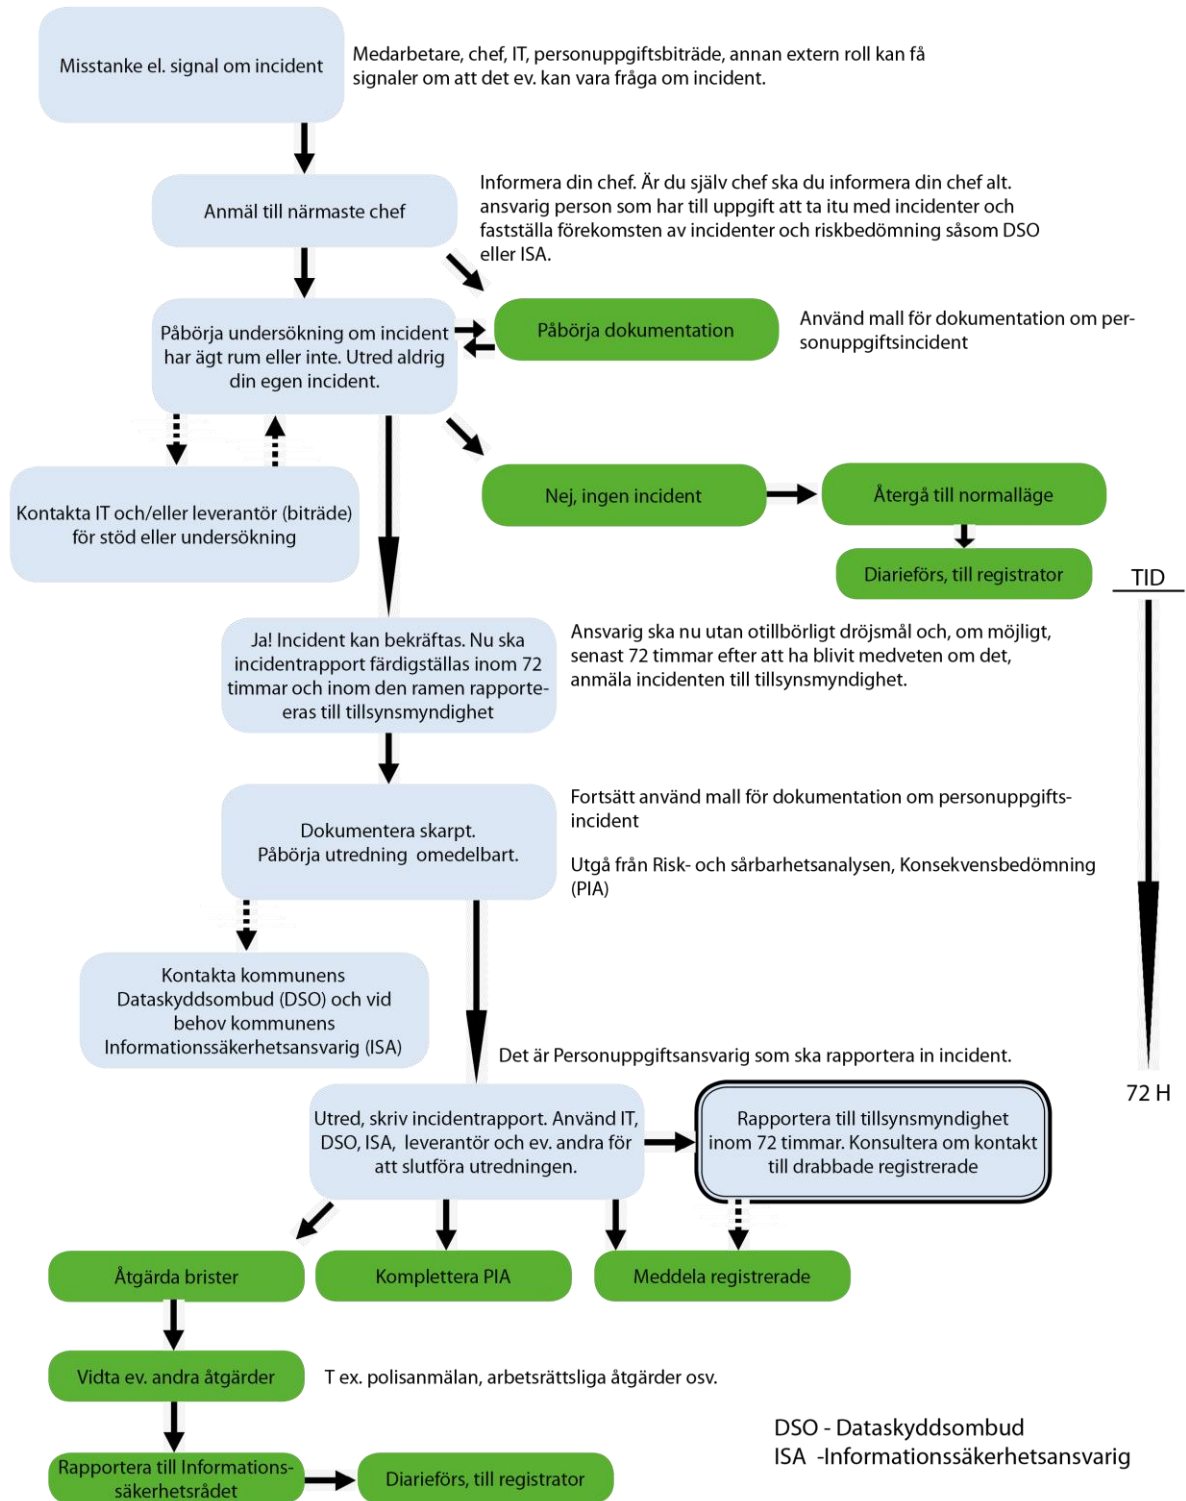 Misstanke el. signal om incident
Medarbetare, chef, IT, personuppgiftsbiträde, annan extern roll kan få
signaler om att det ev. kan vara fråga om incident.
Anmäl till närmaste chef
Informera din chef. Är du själv chef ska du informera din chef alt.
ansvarig person som har till uppgift att ta itu med incidenter och
fastställa förekomsten av incidenter och riskbedömning såsom DSO
eller ISA.
Påbörja undersökning om incident
har ägt rum eller inte. Utred aldrig
din egen incident.
Påbörja dokumentation
Använd mall för dokumentation om per-
sonuppgiftsincident
Kontakta IT och/eller leverantör (biträde)
för stöd eller undersökning
Nej, ingen incident
Återgå till normalläge
Diarieförs, till registrator
TID
Ja! Incident kan bekräftas. Nu ska
incidentrapport färdigställas inom 72
timmar och inom den ramen rapporte-
eras till tillsynsmyndighet
Ansvarig ska nu utan otillbörligt dröjsmål och, om möjligt,
senast 72 timmar efter att ha blivit medveten om det,
anmäla incidenten till tillsynsmyndighet.
Dokumentera skarpt.
Påbörja utredning omedelbart.
Fortsätt använd mall för dokumentation om personuppgifts-
incident
Utgå från Risk- och sårbarhetsanalysen, Konsekvensbedömning
(PIA)
Kontakta kommunens
Dataskyddsombud (DSO) och vid
behov kommunens
Informationssäkerhetsansvarig (ISA)
Det är Personuppgiftsansvarig som ska rapportera in incident.
72 H
Utred, skriv incidentrapport. Använd IT,
DSO, ISA, leverantör och ev. andra för
att slutföra utredningen.
Rapportera till tillsynsmyndighet
inom 72 timmar. Konsultera om kontakt
till drabbade registrerade
Åtgärda brister
Komplettera PIA
Meddela registrerade
Vidta ev. andra åtgärder
T ex. polisanmälan, arbetsrättsliga åtgärder osv.
Rapportera till Informations-
säkerhetsrådet
Diarieförs, till registrator
DSO - Dataskyddsombud
ISA -Informationssäkerhetsansvarig